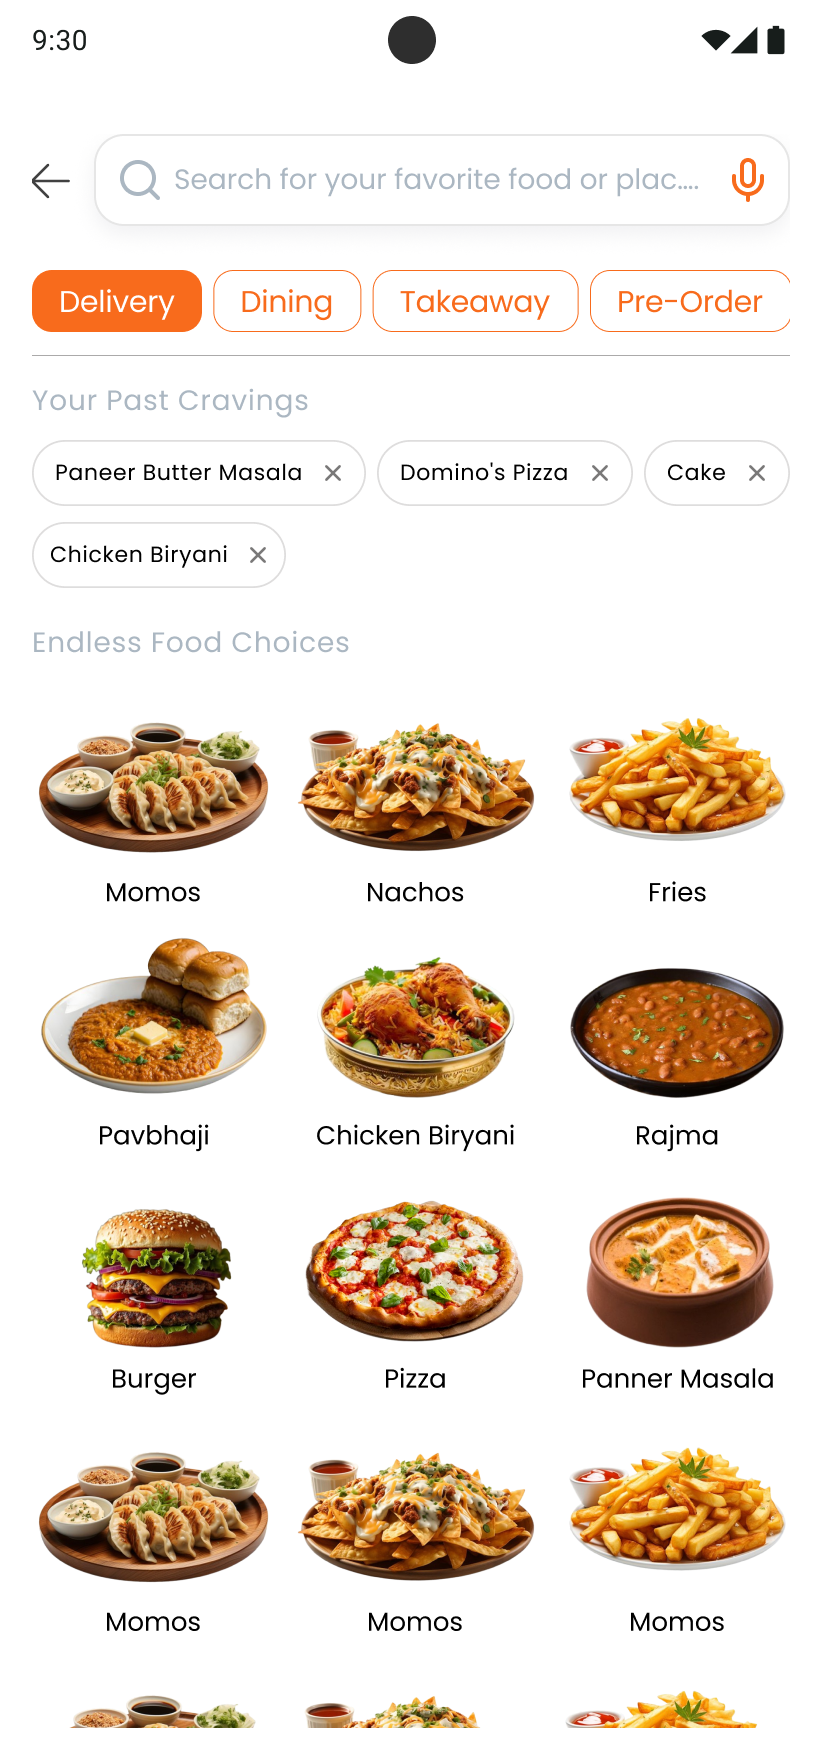 9:30
Search for your favorite food or plac....
Delivery Dining Takeaway Pre-Order
Your Past Cravings
Paneer Butter Masala Domino's Pizza Cake
Chicken Biryani
Endless Food Choices
Momos Nachos Fries
Pavbhaji Chicken Biryani Rajma
Burger Pizza Panner Masala
Momos Momos Momos